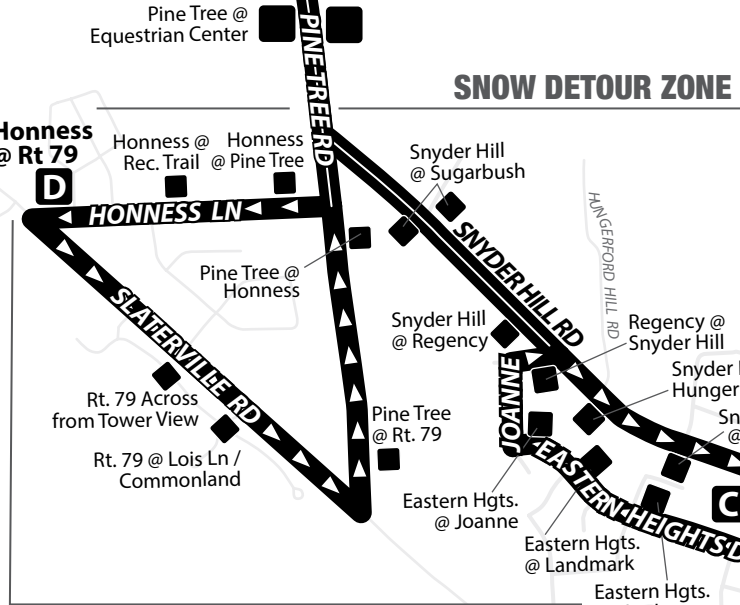 Pine Tree @
Equestrian Center
PINE TREE RD
SNOW DETOUR ZONE
Honness
@ Rt 79
D
Honness @
Rec. Trail
Honness
@ Pine Tree
Snyder Hill
@ Sugarbush
HONNESS LN
HUNGERFORD HILL RD
SNYDER HILL RD
Pine Tree @
Honness
SLATERVILLE RD
Snyder Hill
@ Regency
Regency @
Snyder Hill
Snyder
Hunger
Sn
@
JOANNE
Rt. 79 Across
from Tower View
Pine Tree
@ Rt. 79
Rt. 79 @ Lois Ln /
Commonland
EASTERN HEIGHTS D
C
Eastern Hgts.
@ Joanne
Eastern Hgts.
@ Landmark
Eastern Hgts.